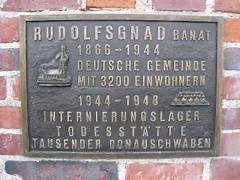 RUDOLFSGNAD BANAT
1866-1944
DEUTSCHE GEMEINDE
MIT 3200 EINWOHNERN
1944-1948
INTERNIERUNGSLAGER
TODESSTÄTTE
TAUSENDER DONAUSCHWABEN